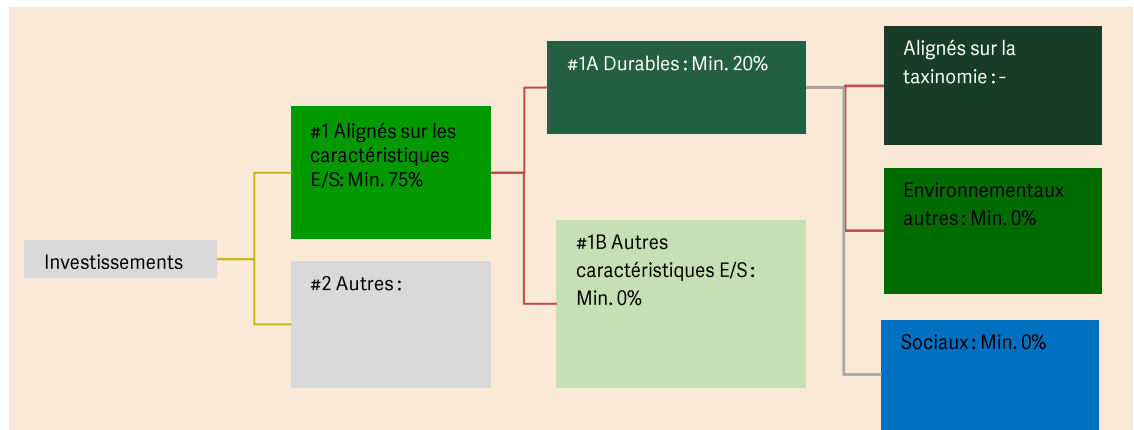 Investissements
#1 Alignés sur les
caractéristiques
E/S: Min. 75%
#2 Autres :
#1A Durables : Min. 20%
#1B Autres
caractéristiques E/S :
Min. 0%
Alignés sur la
taxinomie : -
Environnementaux
autres : Min. 0%
Sociaux : Min. 0%